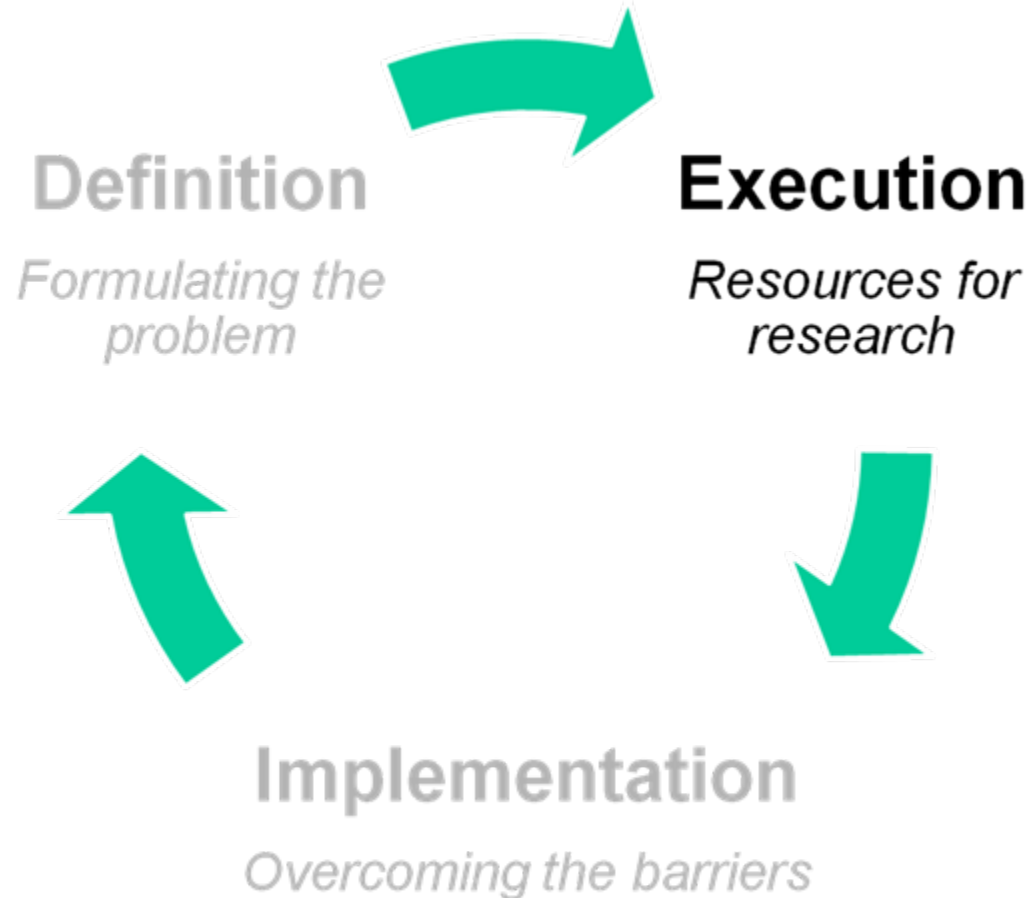 Definition
Formulating the
problem
Execution
Resources for
research
Implementation
Overcoming the barriers